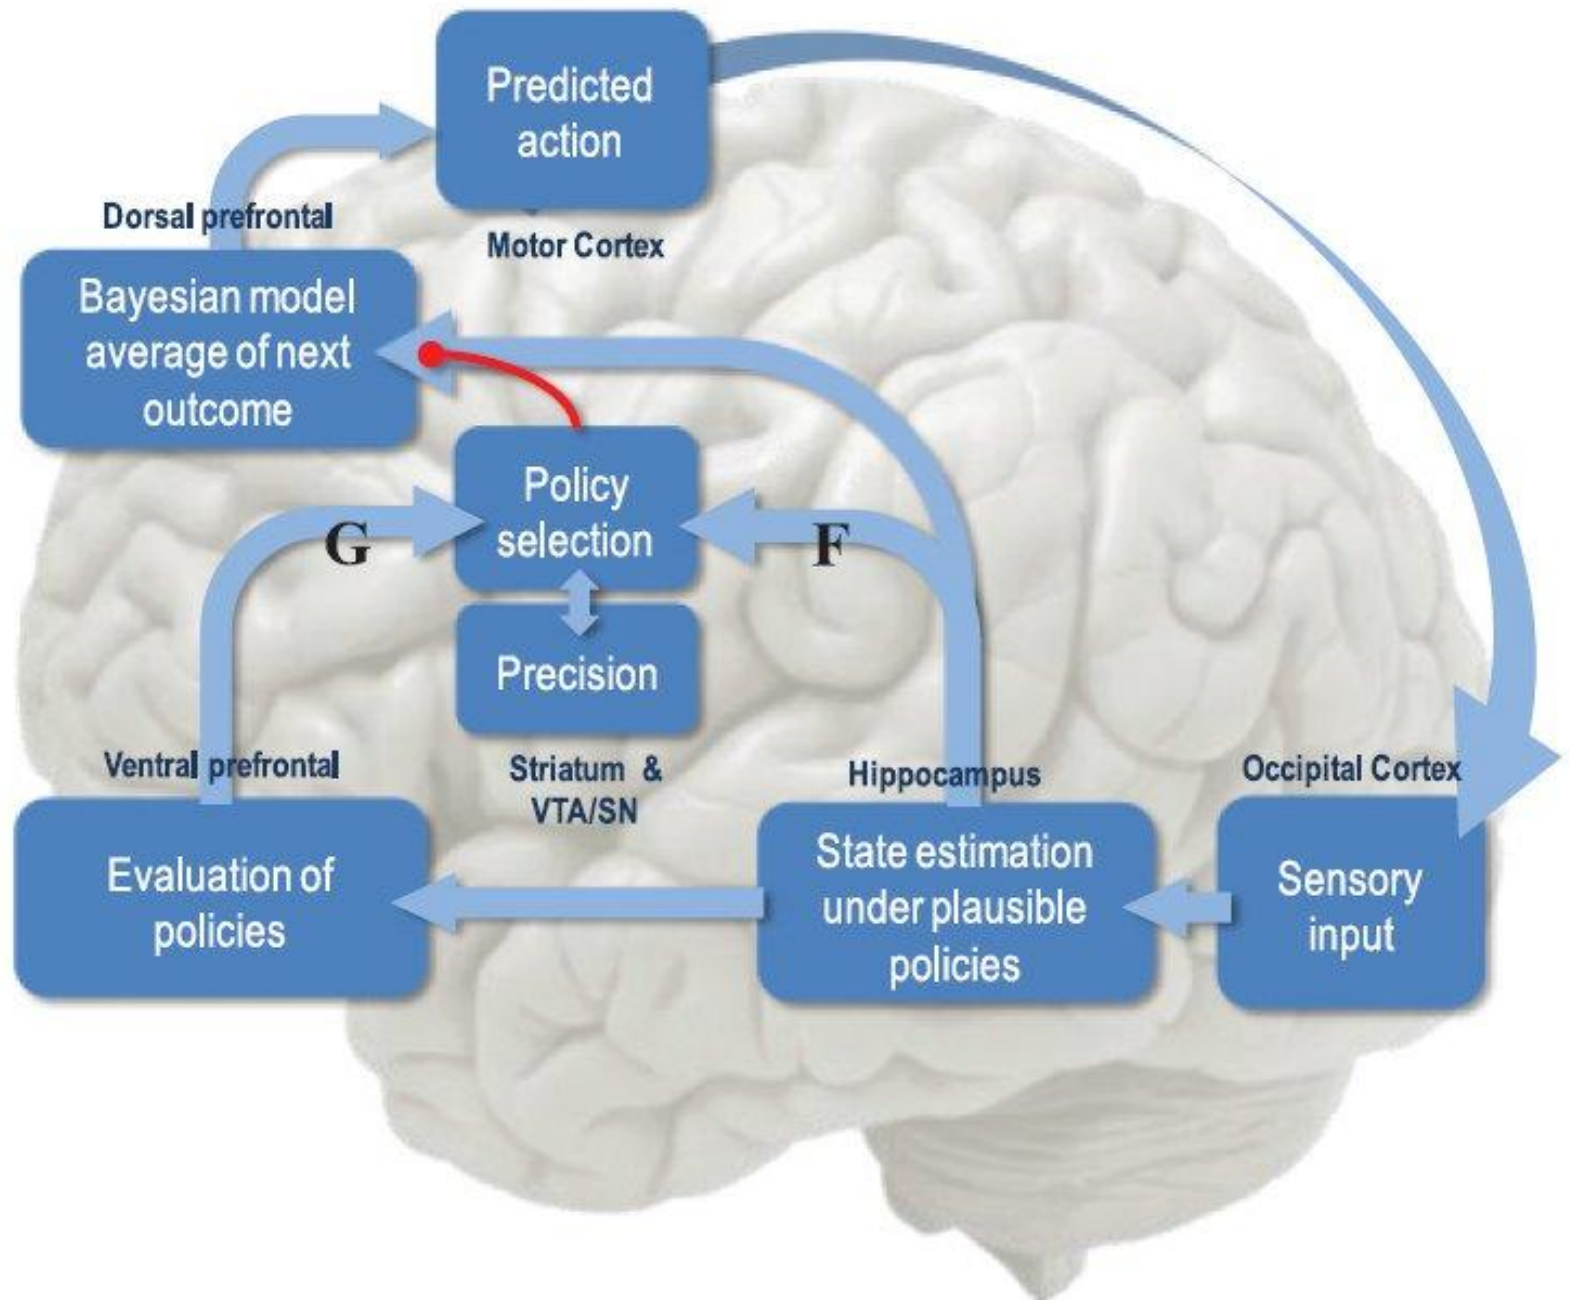 Predicted
action
Dorsal prefrontal
Motor Cortex
Bayesian model
average of next
outcome
Policy
selection
G
F
Precision
Ventral prefrontal
Striatum &
VTA/SN
Hippocampus
Occipital Cortex
Evaluation of
policies
State estimation
under plausible
policies
Sensory
input